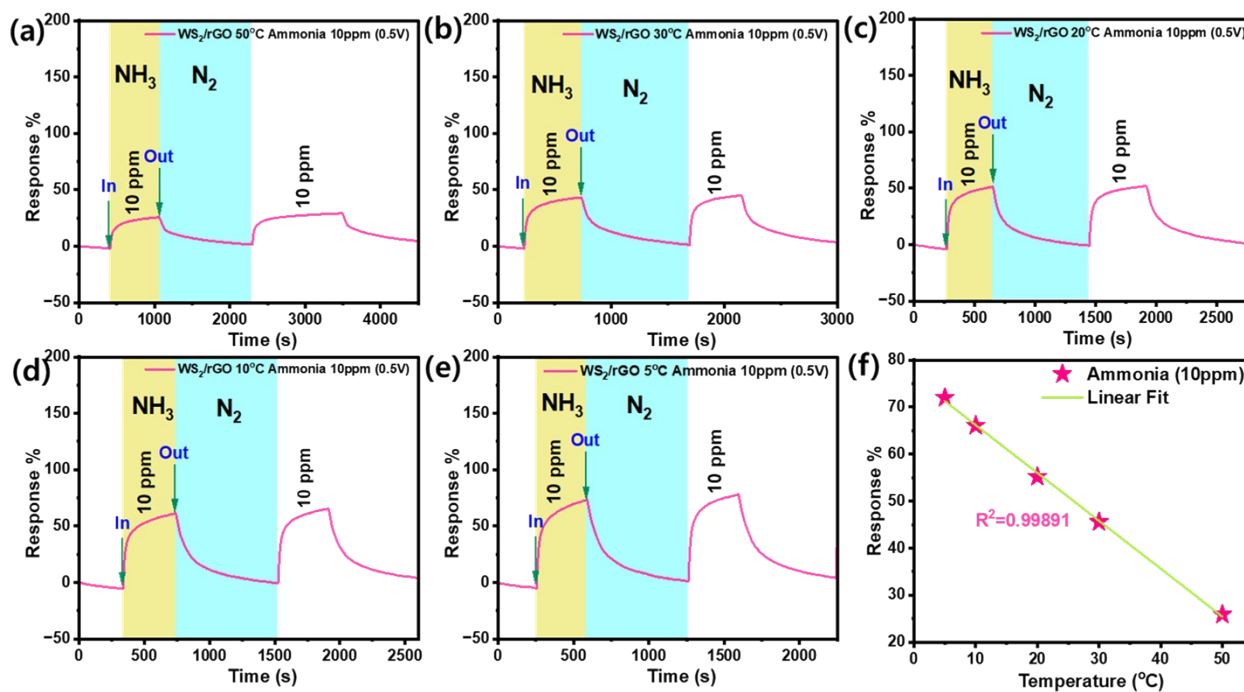 (a)
WS₂/rGO 50°C Ammonia 10ppm (0.5V)
NH₃
N₂
In
10 ppm
Out
10 ppm
Response %
200
150
100
50
0
−50
0
1000
2000
3000
4000
Time (s)
(b)
WS₂/rGO 30°C Ammonia 10ppm (0.5V)
NH₃
N₂
In
10 ppm
Out
10 ppm
Response %
200
150
100
50
0
−50
0
500
1000
1500
2000
2500
3000
Time (s)
(c)
WS₂/rGO 20°C Ammonia 10ppm (0.5V)
NH₃
N₂
In
10 ppm
Out
10 ppm
Response %
200
150
100
50
0
−50
0
500
1000
1500
2000
2500
Time (s)
(d)
WS₂/rGO 10°C Ammonia 10ppm (0.5V)
NH₃
N₂
In
10 ppm
Out
10 ppm
Response %
200
150
100
50
0
−50
0
500
1000
1500
2000
2500
Time (s)
(e)
WS₂/rGO 5°C Ammonia 10ppm (0.5V)
NH₃
N₂
In
10 ppm
Out
10 ppm
Response %
200
150
100
50
0
−50
0
500
1000
1500
2000
Time (s)
(f)
Ammonia (10ppm)
Linear Fit
R²=0.99891
Response %
80
70
60
50
40
30
20
0
10
20
30
40
50
Temperature (°C)